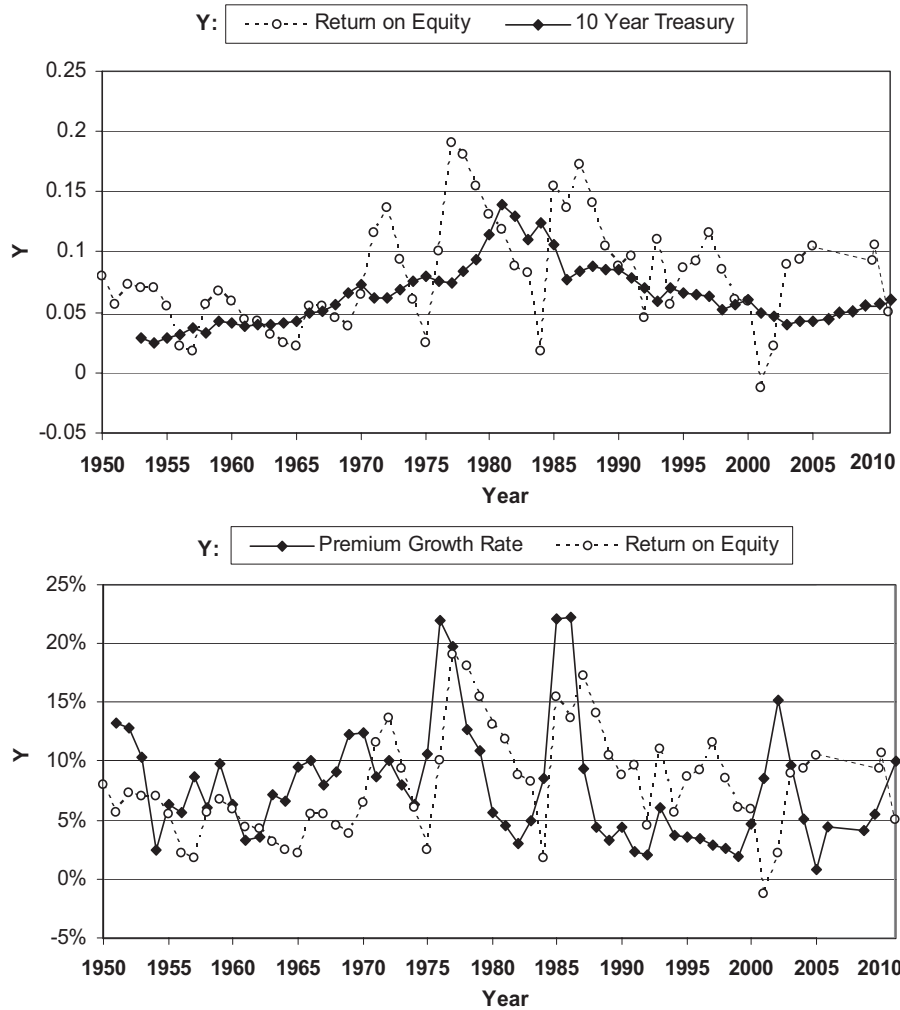 Y: Return on Equity 10 Year Treasury
0.25
0.2
0.15
0.1
0.05
0
-0.05
Y
1950 1955 1960 1965 1970 1975 1980 1985 1990 1995 2000 2005 2010
Year
Y: Premium Growth Rate Return on Equity
25%
20%
15%
10%
5%
0%
-5%
Y
1950 1955 1960 1965 1970 1975 1980 1985 1990 1995 2000 2005 2010
Year